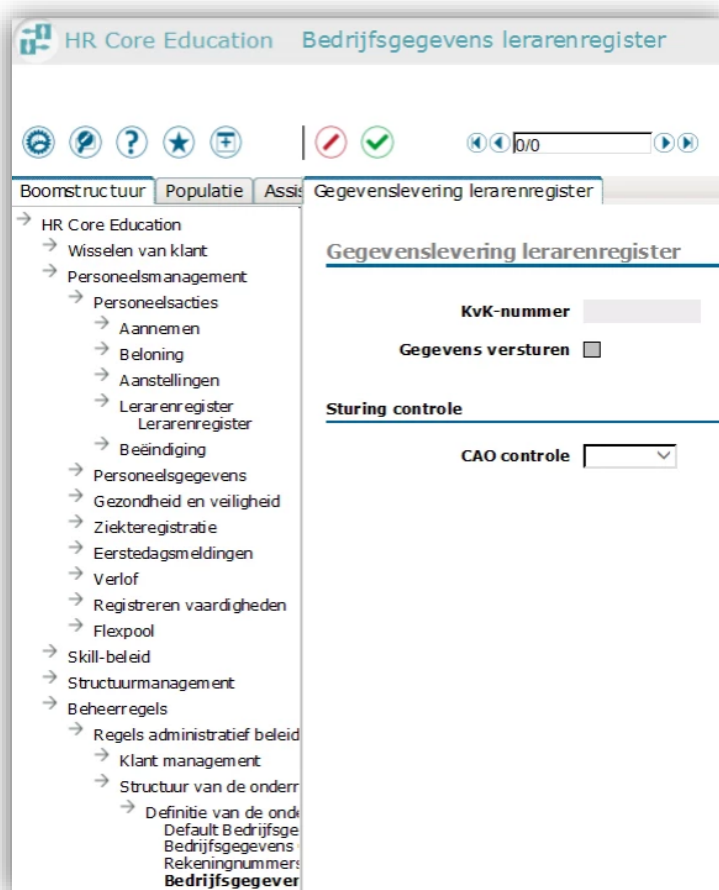 HR Core Education Bedrijfsgegevens lerarenregister
0/0
Boomstructuur Populatie Assis Gegevenslevering lerarenregister
HR Core Education
Wisselen van klant
Personeelsmanagement
Personeelsacties
Aannemen
Beloning
Aanstellingen
Lerarenregister
Lerarenregister
Beëindiging
Personeelsgegevens
Gezondheid en veiligheid
Ziekteregistratie
Eerstedagsmeldingen
Verlof
Registreren vaardigheden
Flexpool
Skill-beleid
Structuurmanagement
Beheerregels
Regels administratief beleid
Klant management
Structuur van de onderr
Definitie van de onde
Default Bedrijfsge
Bedrijfsgegevens
Rekeningnummers
Bedrijfsgegever
Gegevenslevering lerarenregister
KvK-nummer
Gegevens versturen
Sturing controle
CAO controle